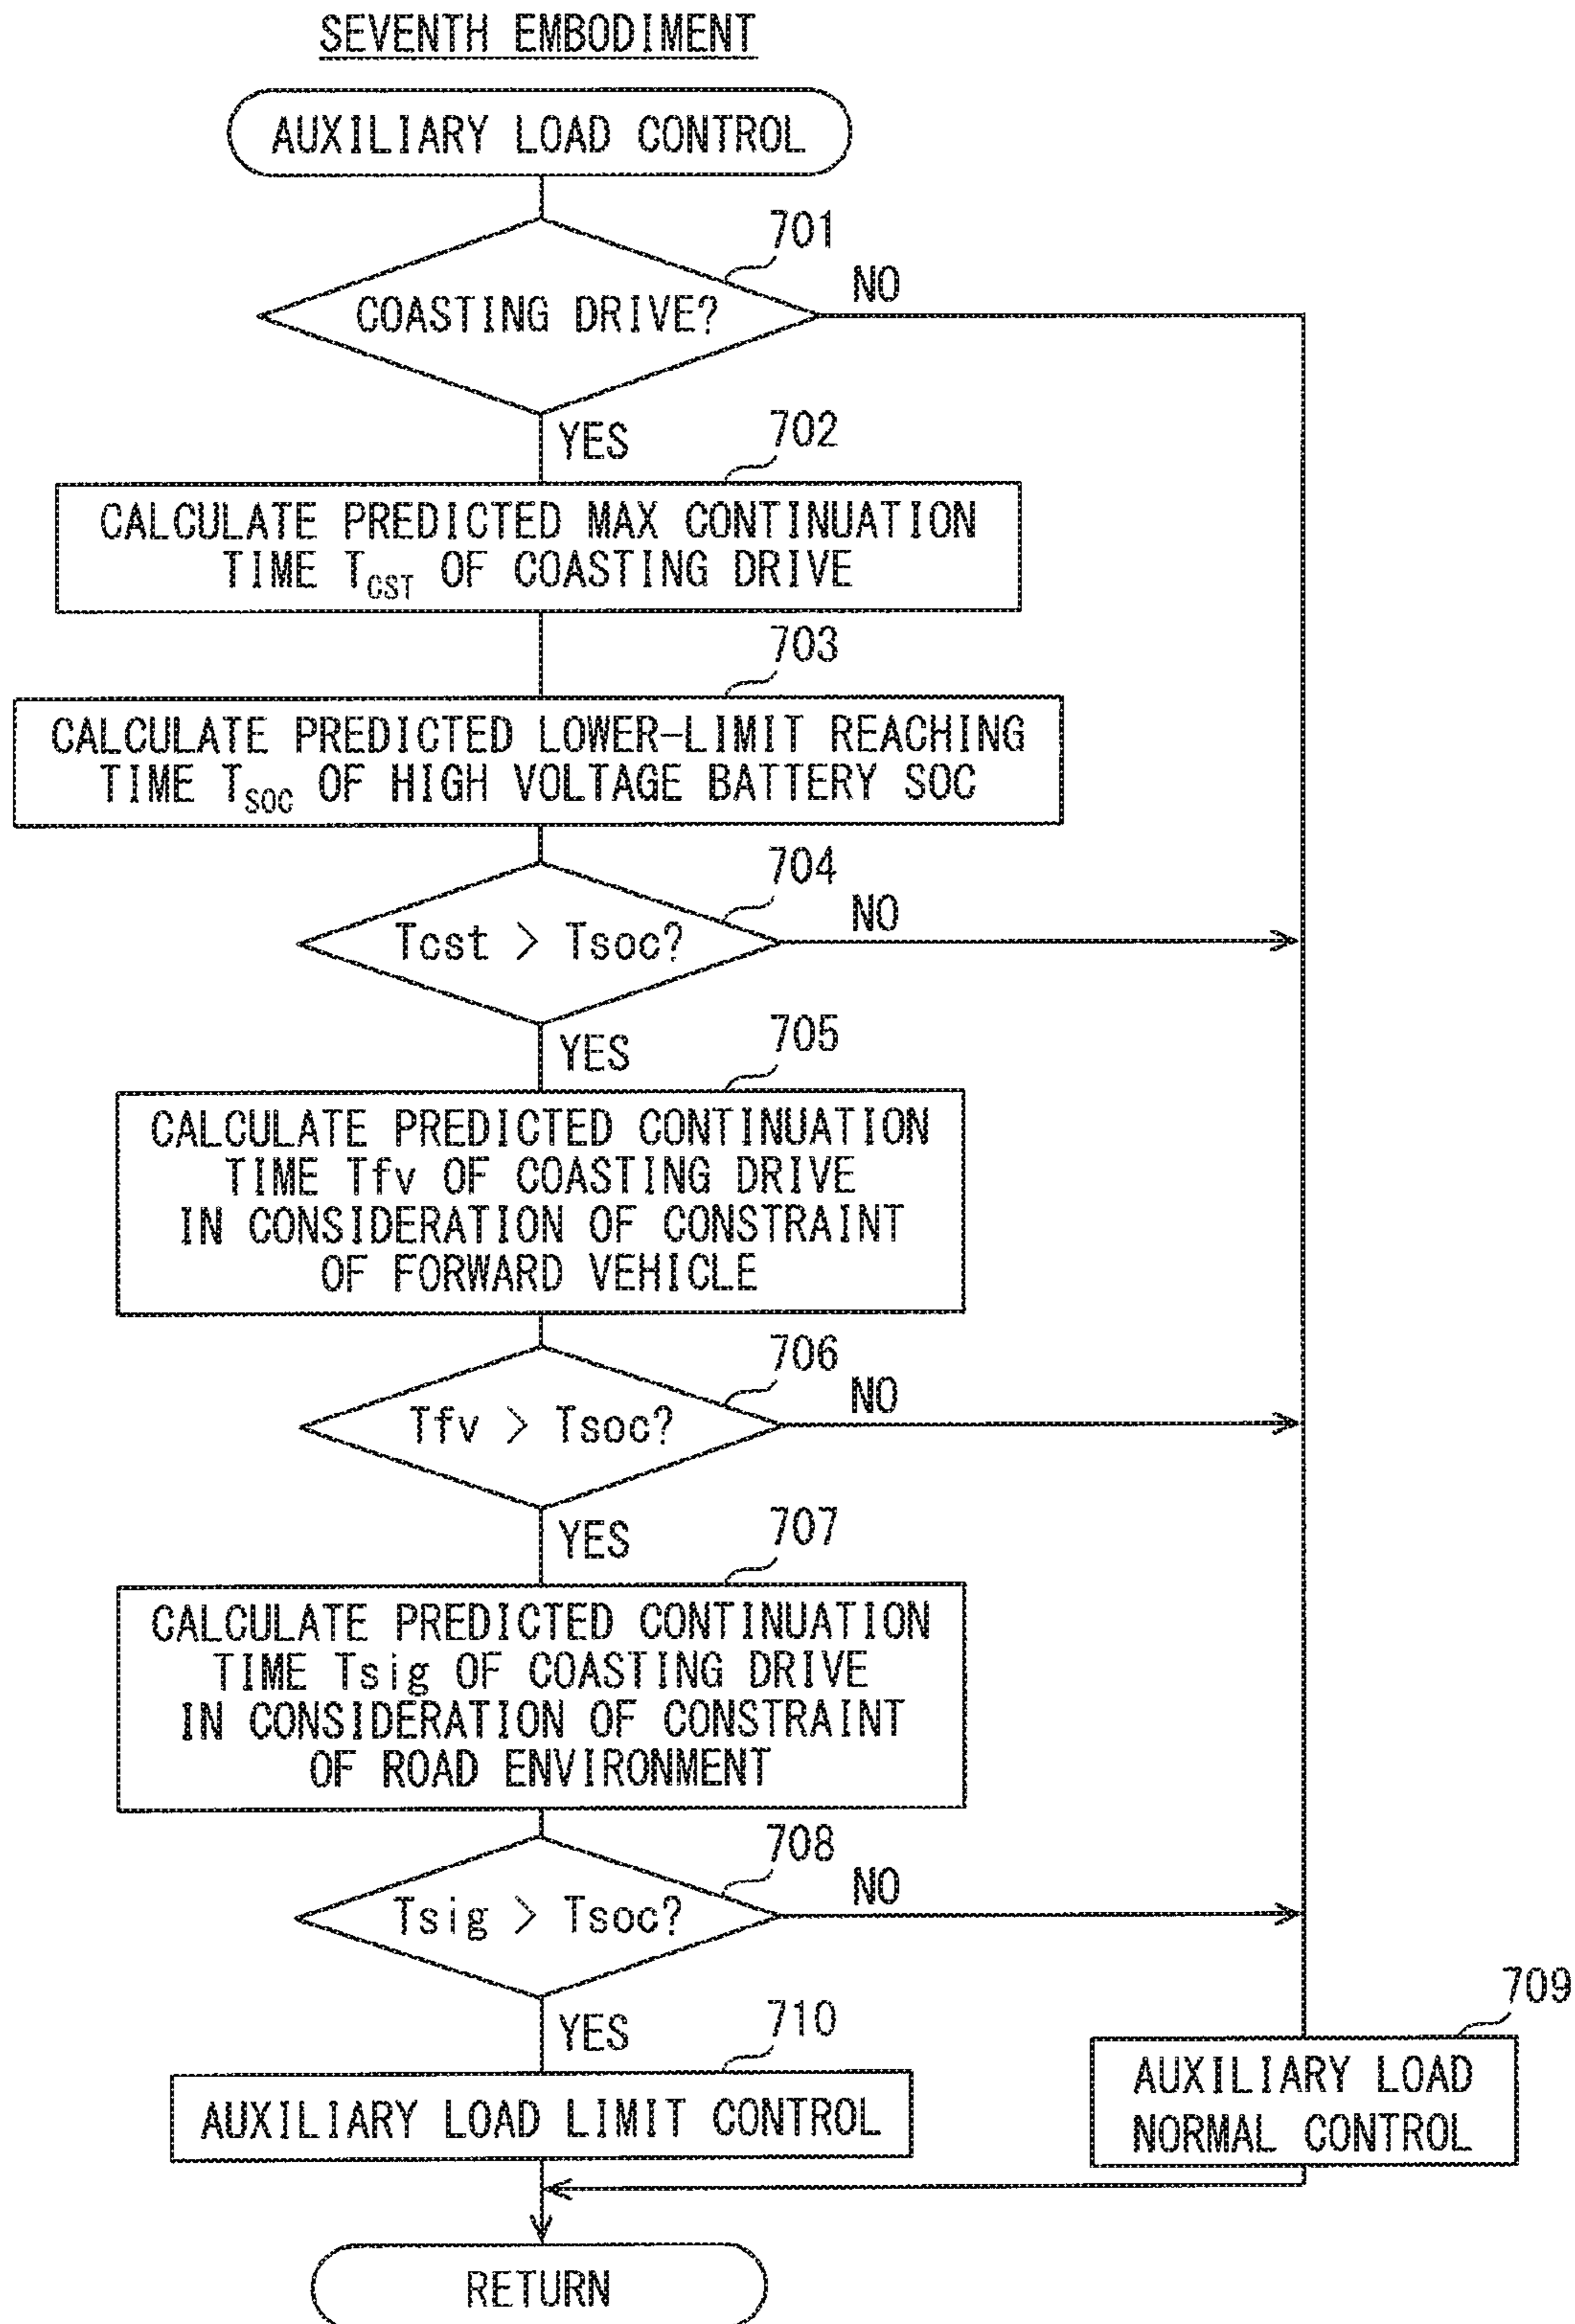 SEVENTH EMBODIMENT
AUXILIARY LOAD CONTROL
701
COASTING DRIVE?
NO
YES
702
CALCULATE PREDICTED MAX CONTINUATION
TIME TCST OF COASTING DRIVE
703
CALCULATE PREDICTED LOWER-LIMIT REACHING
TIME TSOC OF HIGH VOLTAGE BATTERY SOC
704
Tcst > Tsoc?
NO
YES
705
CALCULATE PREDICTED CONTINUATION
TIME Tfv OF COASTING DRIVE
IN CONSIDERATION OF CONSTRAINT
OF FORWARD VEHICLE
706
Tfv > Tsoc?
NO
YES
707
CALCULATE PREDICTED CONTINUATION
TIME Tsig OF COASTING DRIVE
IN CONSIDERATION OF CONSTRAINT
OF ROAD ENVIRONMENT
708
Tsig > Tsoc?
NO
YES
710
AUXILIARY LOAD LIMIT CONTROL
709
AUXILIARY LOAD
NORMAL CONTROL
RETURN